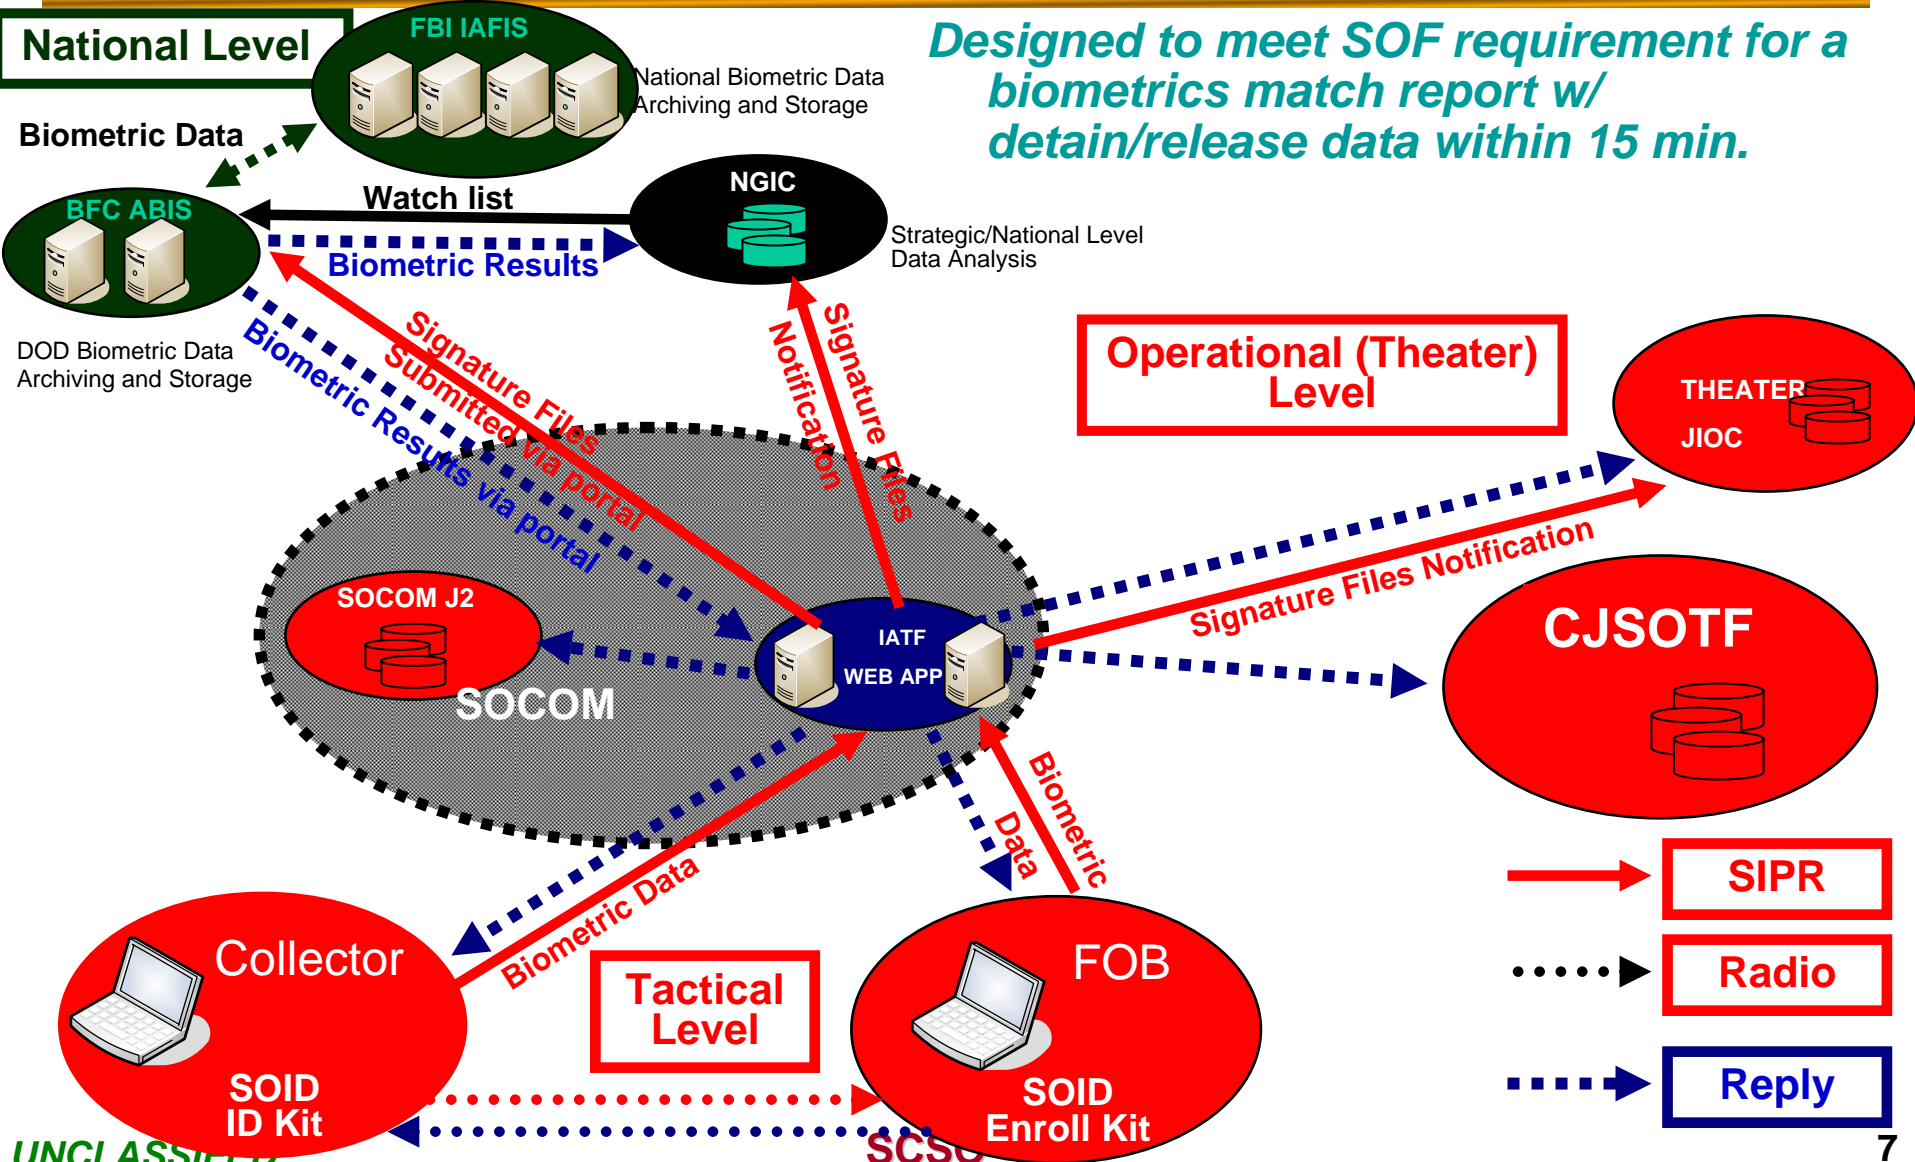 National Level
FBI IAFIS
National Biometric Data
Archiving and Storage
Designed to meet SOF requirement for a
biometrics match report w/
detain/release data within 15 min.
Biometric Data
BFC ABIS
Watch list
NGIC
Strategic/National Level
Data Analysis
Biometric Results
DOD Biometric Data
Archiving and Storage
Signature Files
Submitted via portal
Biometric Results via portal
Signature Files
Notification
Operational (Theater)
Level
THEATER
JIOC
Signature Files Notification
CJSOTF
SOCOM J2
SOCOM
IATF
WEB APP
Biometric Data
Biometric
Data
Collector
SOID
ID Kit
Tactical
Level
FOB
SOID
Enroll Kit
SIPR
Radio
Reply
UNCLASSIFIED
SCSO
7